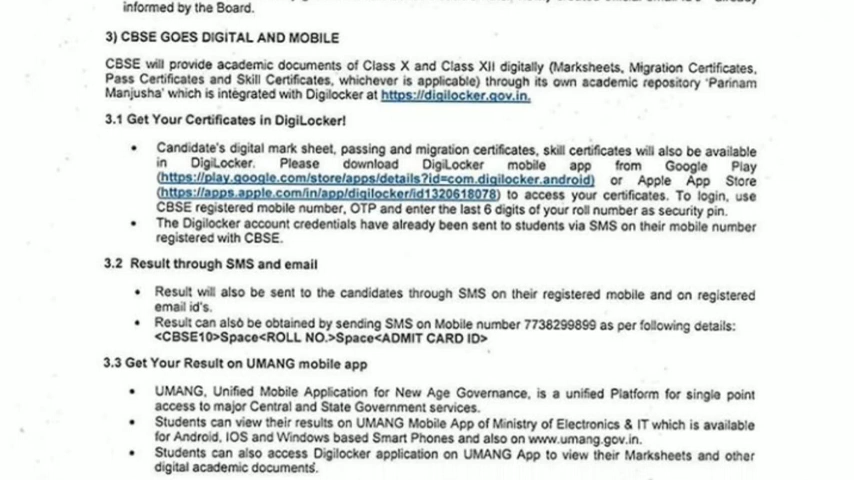 informed by the Board.
3) CBSE GOES DIGITAL AND MOBILE
CBSE will provide academic documents of Class X and Class XII digitally (Marksheets, Migration Certificates,
Pass Certificates and Skill Certificates, whichever is applicable) through its own academic repository 'Parinam
Manjusha' which is integrated with Digilocker at https://digilocker.gov.in.
3.1 Get Your Certificates in DigiLocker!
• Candidate's digital mark sheet, passing and migration certificates, skill certificates will also be available
in DigiLocker. Please download DigiLocker mobile app from Google Play
(https://play.google.com/store/apps/details?id=com.digilocker.android) or Apple App Store
(https://apps.apple.com/in/app/digilocker/id1320618078) to access your certificates. To login, use
CBSE registered mobile number, OTP and enter the last 6 digits of your roll number as security pin.
• The Digilocker account credentials have already been sent to students via SMS on their mobile number
registered with CBSE.
3.2 Result through SMS and email
• Result will also be sent to the candidates through SMS on their registered mobile and on registered
email id's.
• Result can also be obtained by sending SMS on Mobile number 7738299899 as per following details:
<CBSE10>Space<ROLL NO.>Space<ADMIT CARD ID>
3.3 Get Your Result on UMANG mobile app
• UMANG, Unified Mobile Application for New Age Governance, is a unified Platform for single point
access to major Central and State Government services.
• Students can view their results on UMANG Mobile App of Ministry of Electronics & IT which is available
for Android, IOS and Windows based Smart Phones and also on www.umang.gov.in.
• Students can also access Digilocker application on UMANG App to view their Marksheets and other
digital academic documents.